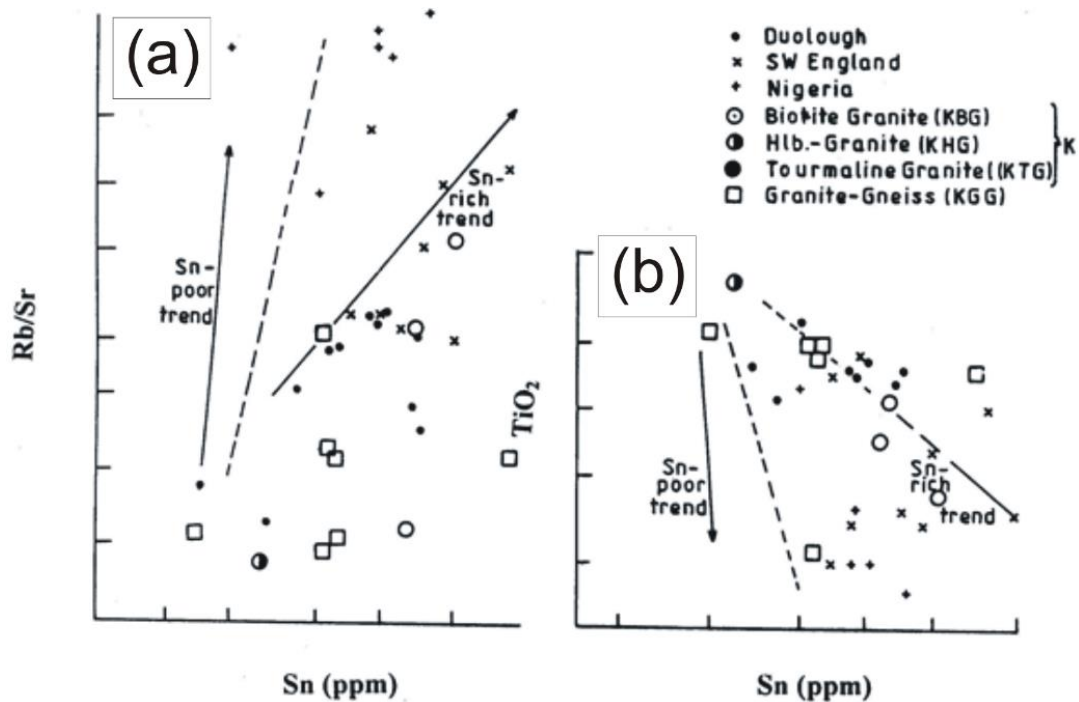 (a)
Duolough
SW England
Nigeria
Biotite Granite (KBG)
Hlb.-Granite (KHG)
K
Tourmaline Granite((KTG)
Granite-Gneiss (KGG)
Sn-
rich
trend
Sn-
poor
trend
Rb/Sr
Sn (ppm)
(b)
TiO₂
Sn-
poor
trend
Sn-
rich
trend
Sn (ppm)